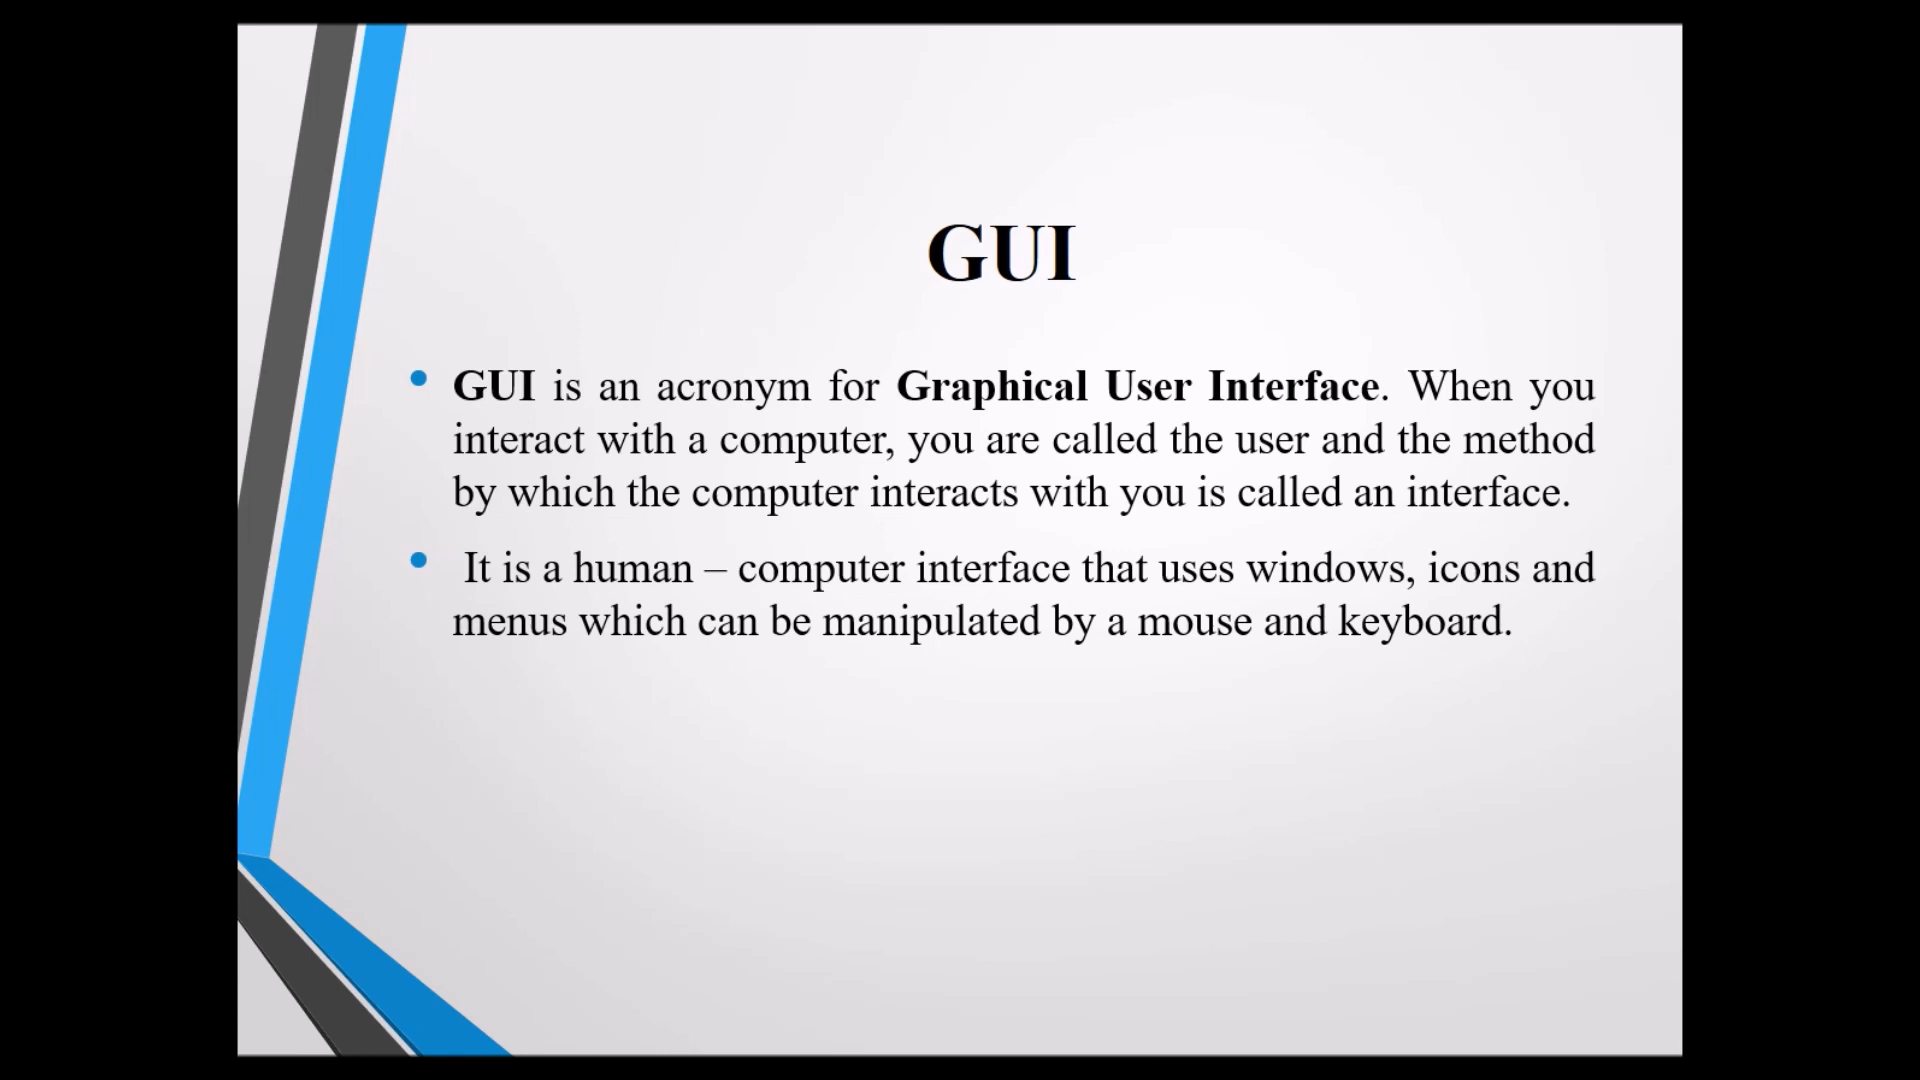 GUI
GUI is an acronym for Graphical User Interface. When you
interact with a computer, you are called the user and the method
by which the computer interacts with you is called an interface.
It is a human – computer interface that uses windows, icons and
menus which can be manipulated by a mouse and keyboard.